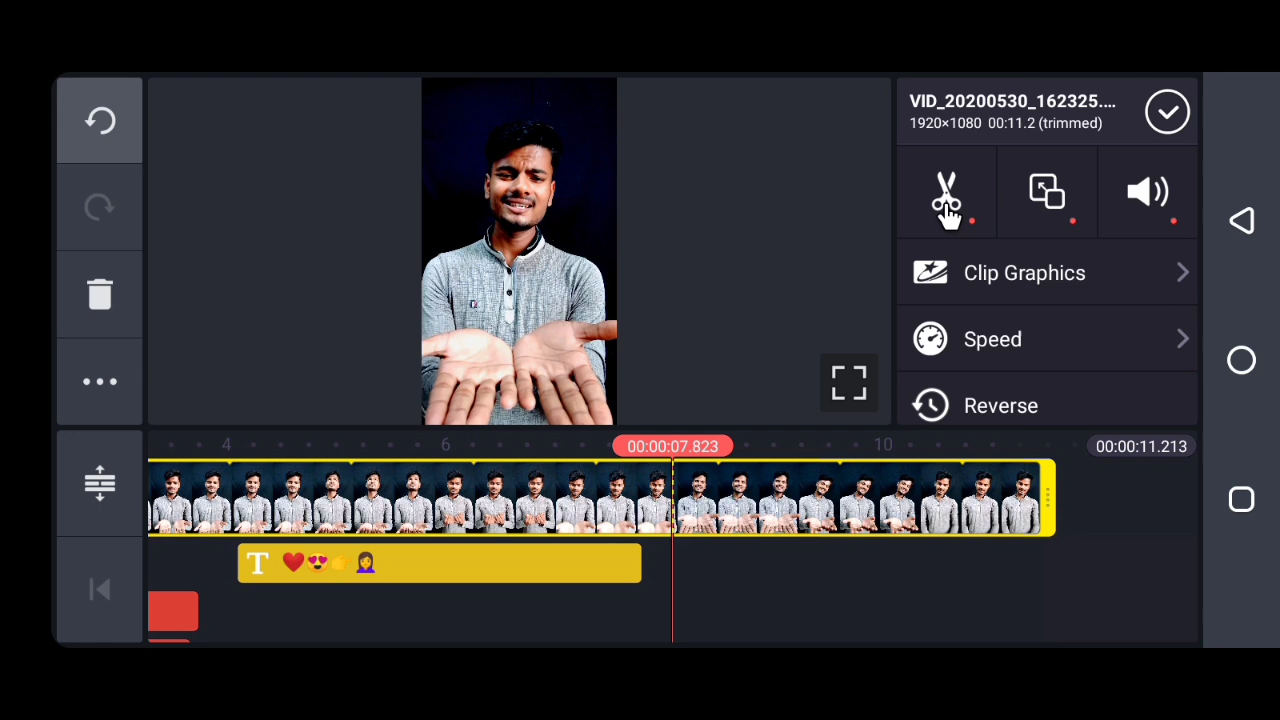 VID_20200530_162325....
1920×1080 00:11.2 (trimmed)
Clip Graphics
Speed
Reverse
4 6 00:00:07.823 10 00:00:11.213
T ❤️😍👉🤦‍♀️